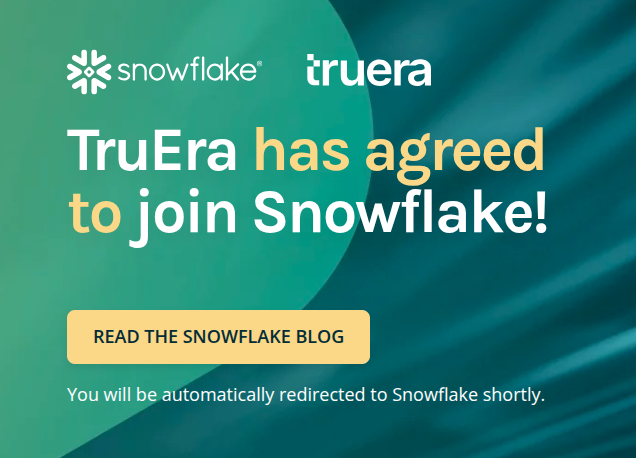 snowflake® truera
TruEra has agreed
to join Snowflake!
READ THE SNOWFLAKE BLOG
You will be automatically redirected to Snowflake shortly.